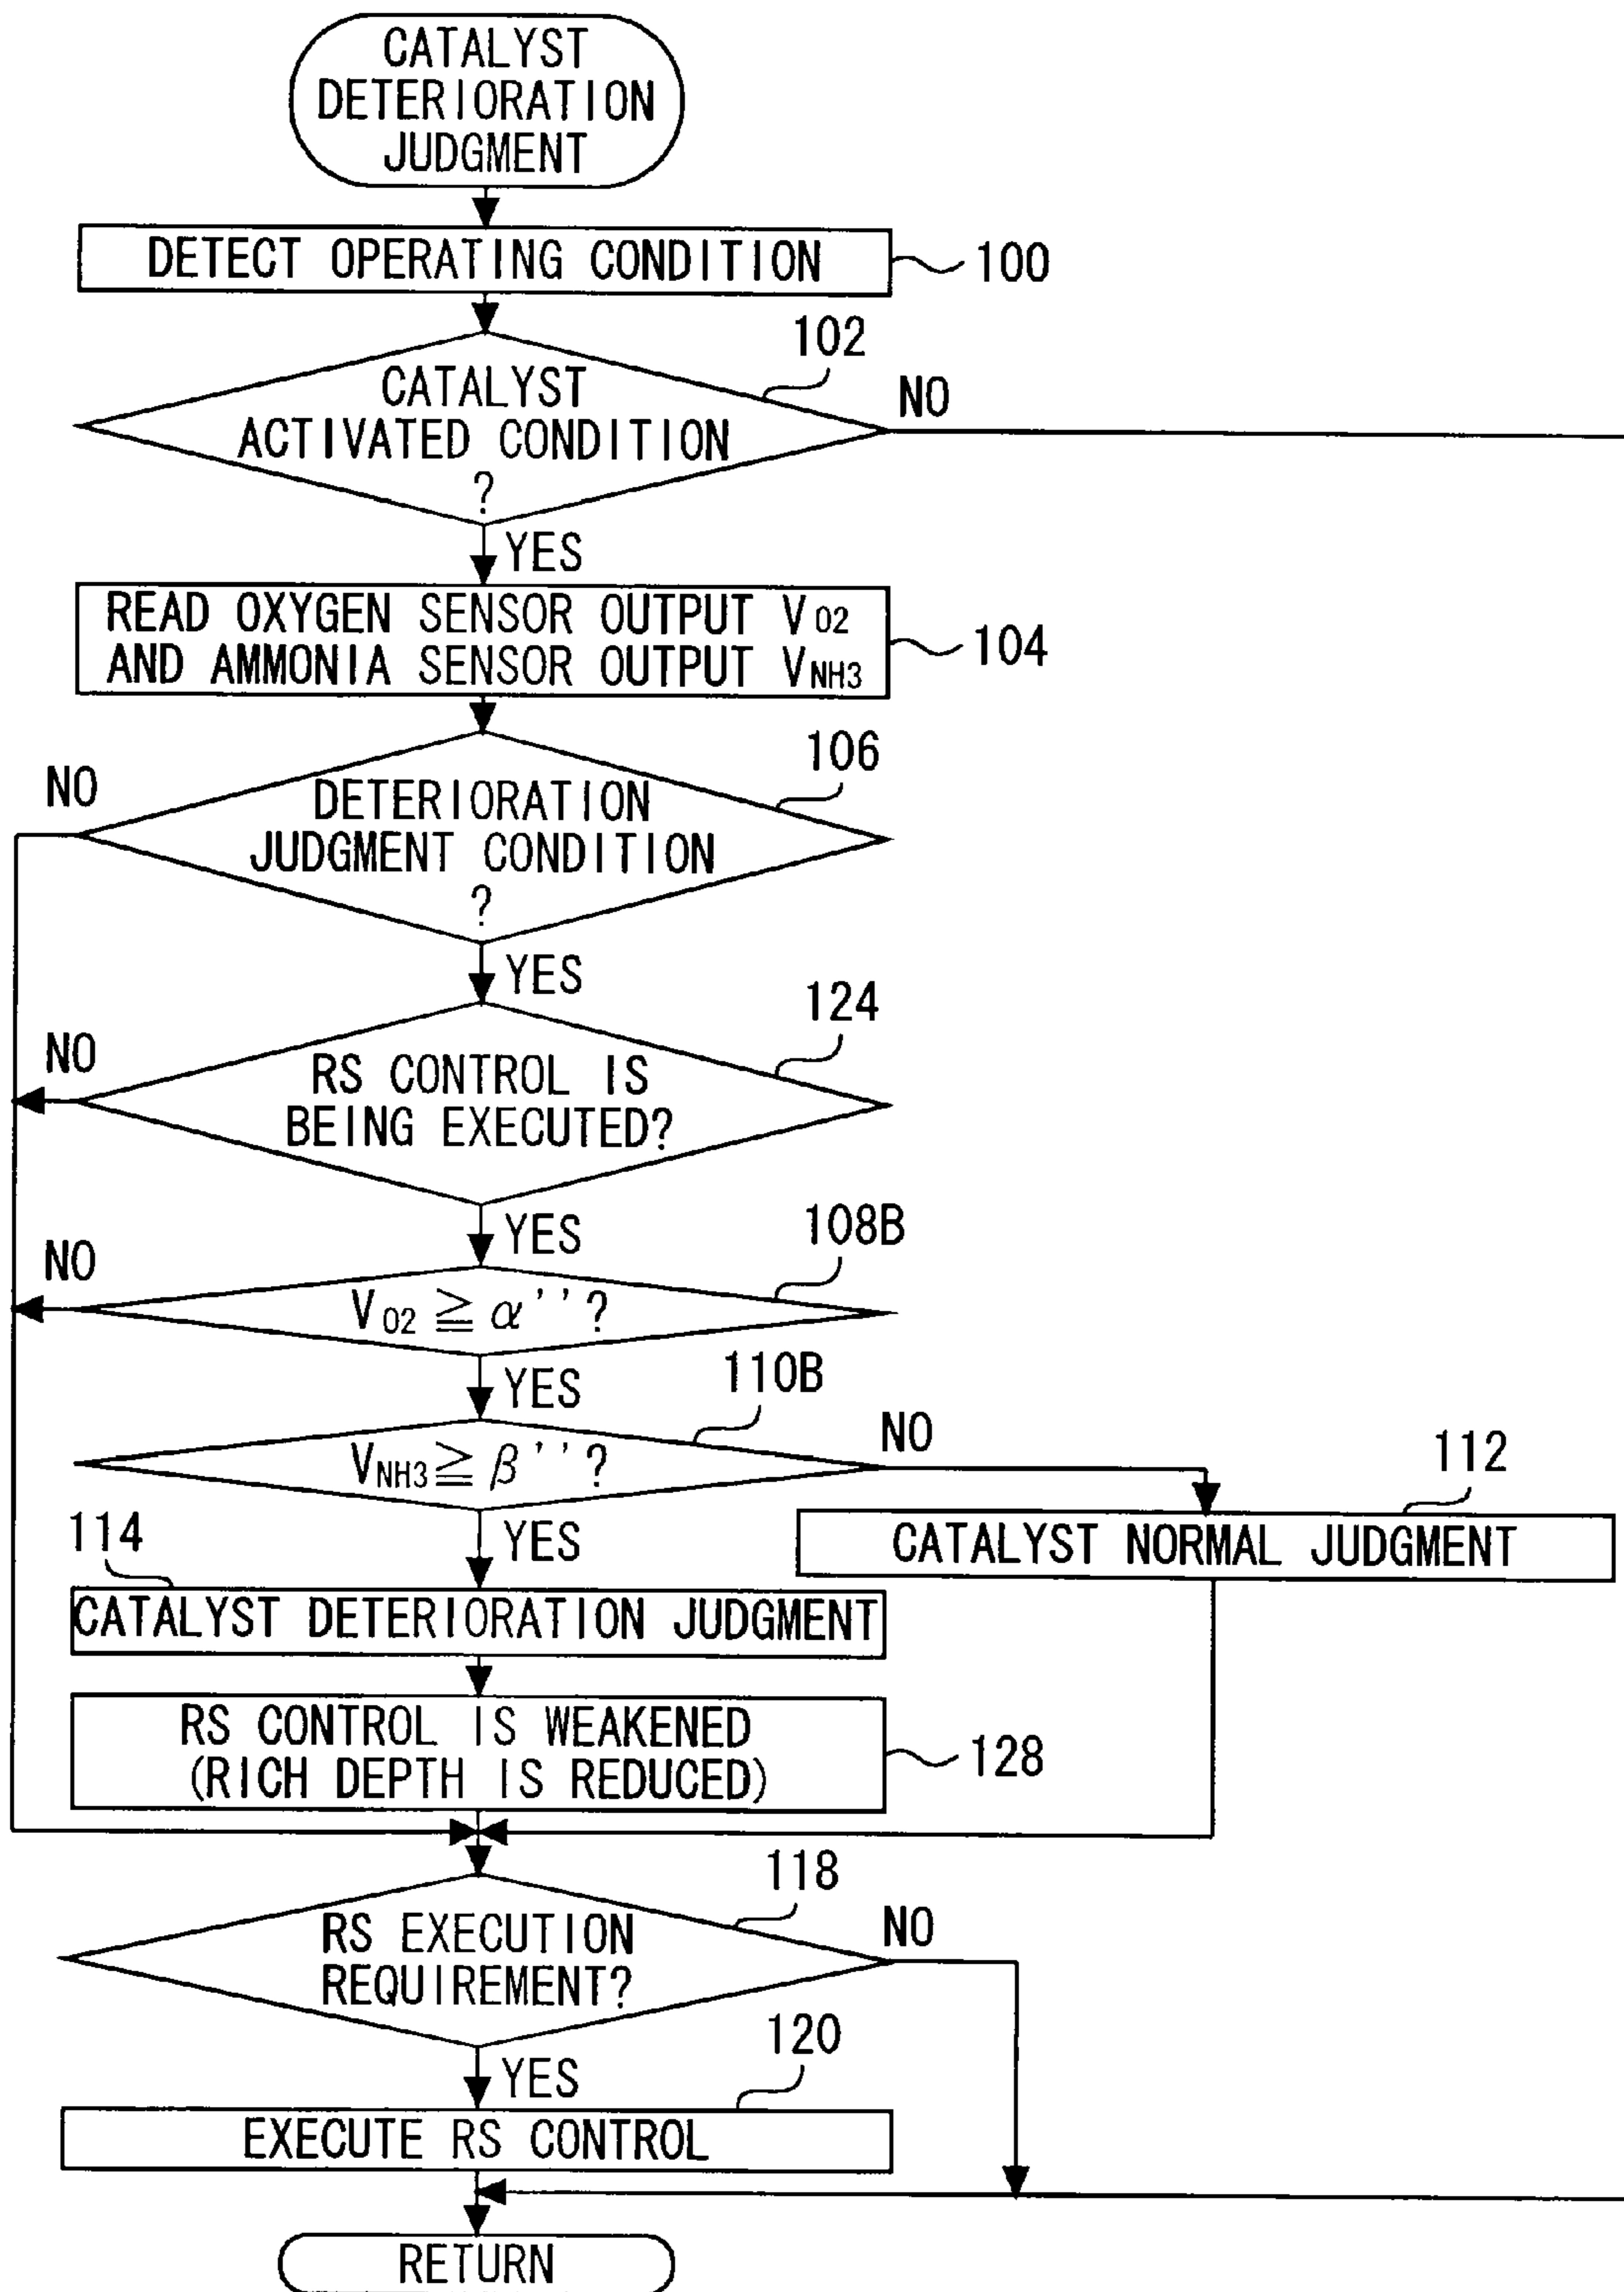 CATALYST
DETERIORATION
JUDGMENT
DETECT OPERATING CONDITION
100
102
CATALYST
ACTIVATED CONDITION
?
NO
YES
READ OXYGEN SENSOR OUTPUT VO2
AND AMMONIA SENSOR OUTPUT VNH3
104
106
NO
DETERIORATION
JUDGMENT CONDITION
?
YES
124
NO
RS CONTROL IS
BEING EXECUTED?
YES
108B
NO
VO2 ≧ α''?
YES
110B
NO
VNH3 ≧ β''?
112
YES
CATALYST NORMAL JUDGMENT
114
CATALYST DETERIORATION JUDGMENT
RS CONTROL IS WEAKENED
(RICH DEPTH IS REDUCED)
128
118
NO
RS EXECUTION
REQUIREMENT?
120
YES
EXECUTE RS CONTROL
RETURN